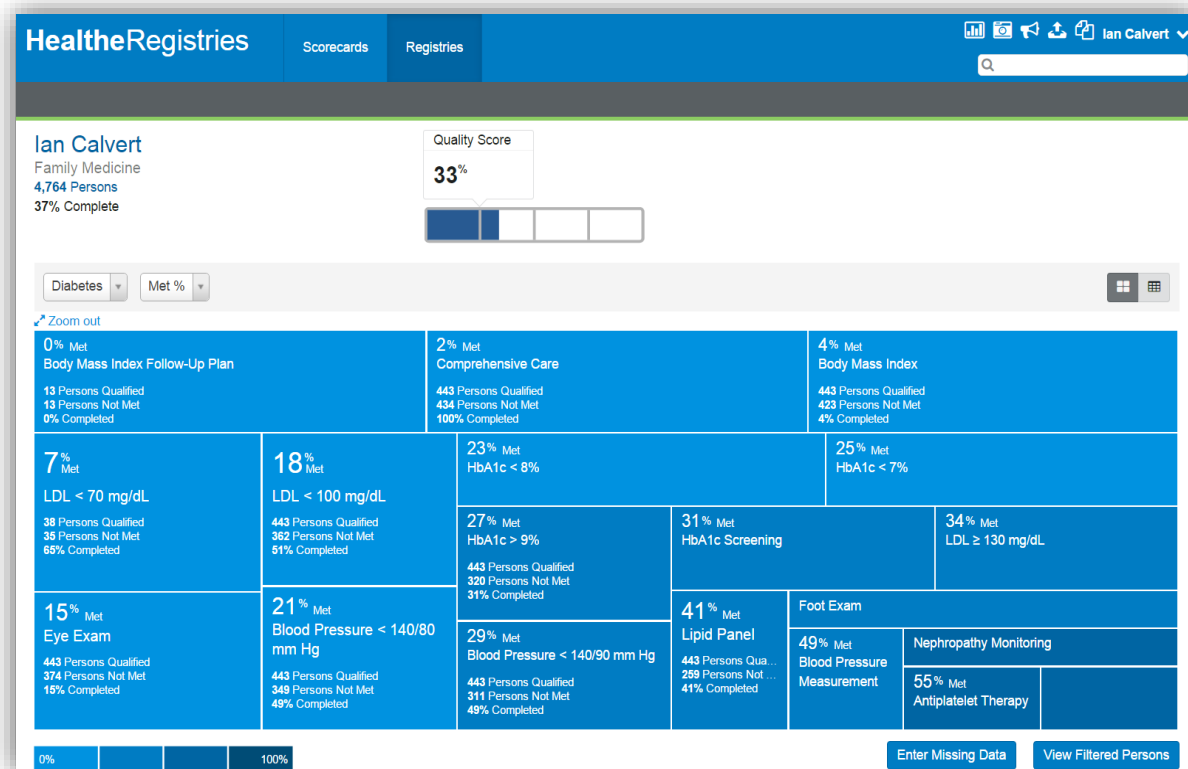 HealtheRegistries
Scorecards
Registries
Ian Calvert
Ian Calvert
Family Medicine
4,764 Persons
37% Complete
Quality Score
33%
Diabetes
Met %
Zoom out
0% Met
Body Mass Index Follow-Up Plan
13 Persons Qualified
13 Persons Not Met
0% Completed
2% Met
Comprehensive Care
443 Persons Qualified
434 Persons Not Met
100% Completed
4% Met
Body Mass Index
443 Persons Qualified
423 Persons Not Met
4% Completed
7% Met
LDL < 70 mg/dL
38 Persons Qualified
35 Persons Not Met
65% Completed
18% Met
LDL < 100 mg/dL
443 Persons Qualified
362 Persons Not Met
51% Completed
23% Met
HbA1c < 8%
25% Met
HbA1c < 7%
27% Met
HbA1c > 9%
443 Persons Qualified
320 Persons Not Met
31% Completed
31% Met
HbA1c Screening
34% Met
LDL ≥ 130 mg/dL
15% Met
Eye Exam
443 Persons Qualified
374 Persons Not Met
15% Completed
21% Met
Blood Pressure < 140/80
mm Hg
443 Persons Qualified
349 Persons Not Met
49% Completed
29% Met
Blood Pressure < 140/90 mm Hg
443 Persons Qualified
311 Persons Not Met
49% Completed
41% Met
Lipid Panel
443 Persons Qua...
259 Persons Not ...
41% Completed
Foot Exam
49% Met
Blood Pressure
Measurement
Nephropathy Monitoring
55% Met
Antiplatelet Therapy
0%
100%
Enter Missing Data
View Filtered Persons